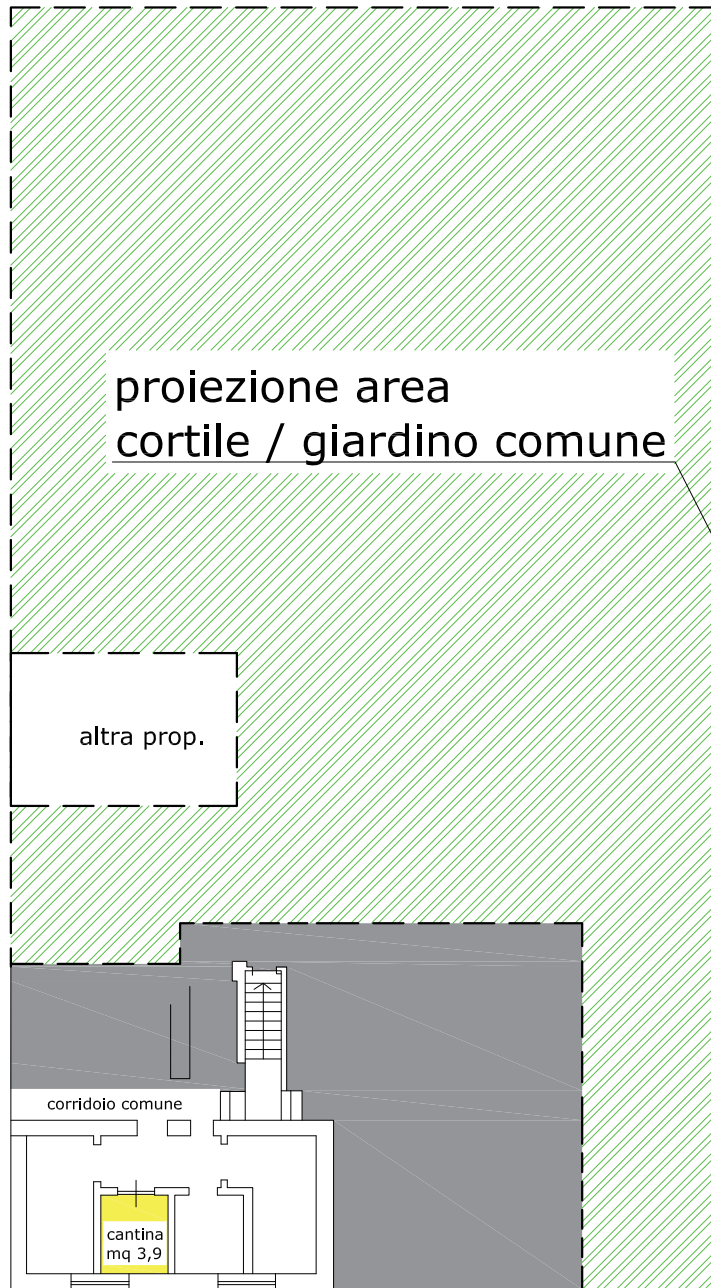 proiezione area
cortile / giardino comune
altra prop.
corridoio comune
cantina
mq 3,9